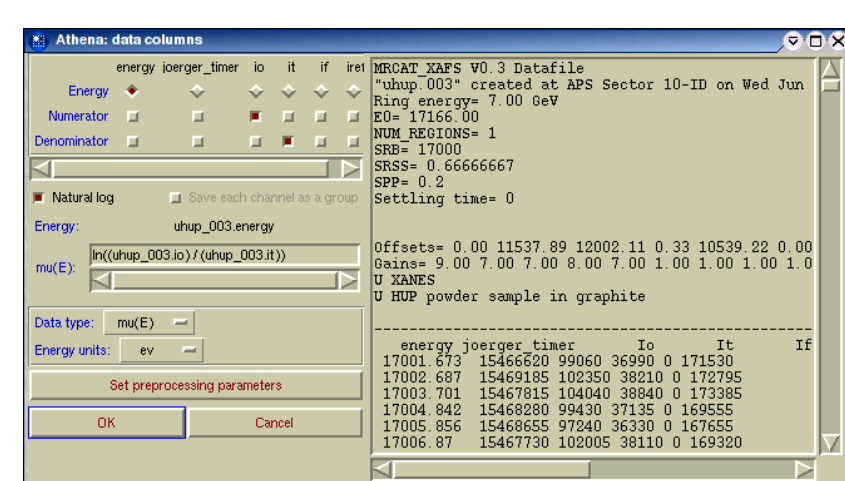 Athena: data columns
energy joerger_timer io it if iret
Energy
Numerator
Denominator
Natural log
Save each channel as a group
Energy: uhup_003.energy
mu(E): ln((uhup_003.io) / (uhup_003.it))
Data type: mu(E)
Energy units: ev
Set preprocessing parameters
OK Cancel
MRCAT_XAFS V0.3 Datafile
"uhup.003" created at APS Sector 10-ID on Wed Jun
Ring energy= 7.00 GeV
E0= 17166.00
NUM_REGIONS= 1
SRB= 17000
SRSS= 0.66666667
SPP= 0.2
Settling time= 0
Offsets= 0.00 11537.89 12002.11 0.33 10539.22 0.00
Gains= 9.00 7.00 7.00 8.00 7.00 1.00 1.00 1.00 1.0
U XANES
U HUP powder sample in graphite
------------------------------------------------------
energy joerger_timer Io It If
17001.673 15466620 99060 36990 0 171530
17002.687 15469185 102350 38210 0 172795
17003.701 15467815 104040 38840 0 173385
17004.842 15468280 99430 37135 0 169555
17005.856 15468655 97240 36330 0 167655
17006.87 15467730 102005 38110 0 169320